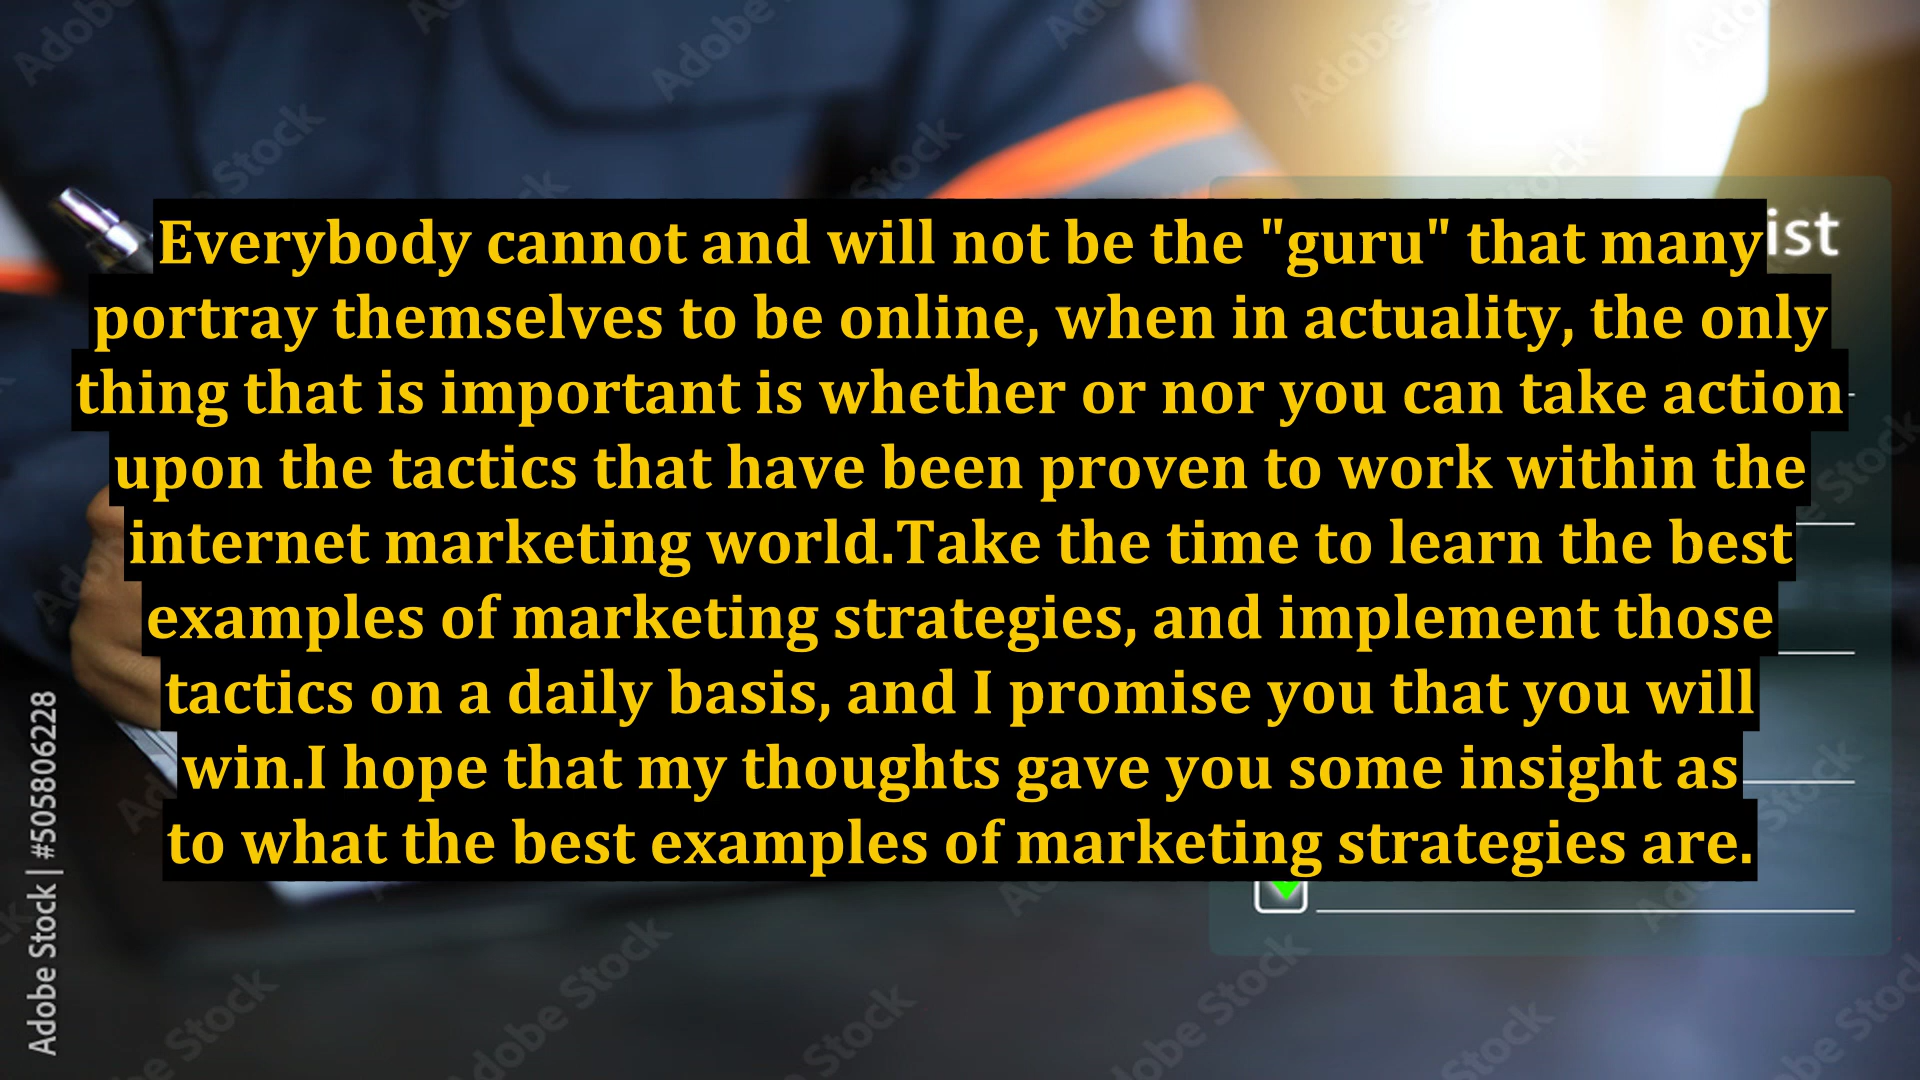 Everybody cannot and will not be the "guru" that many
portray themselves to be online, when in actuality, the only
thing that is important is whether or nor you can take action
upon the tactics that have been proven to work within the
internet marketing world.Take the time to learn the best
examples of marketing strategies, and implement those
tactics on a daily basis, and I promise you that you will
win.I hope that my thoughts gave you some insight as
to what the best examples of marketing strategies are.
ist
Adobe Stock | #505806228
Adobe Stock